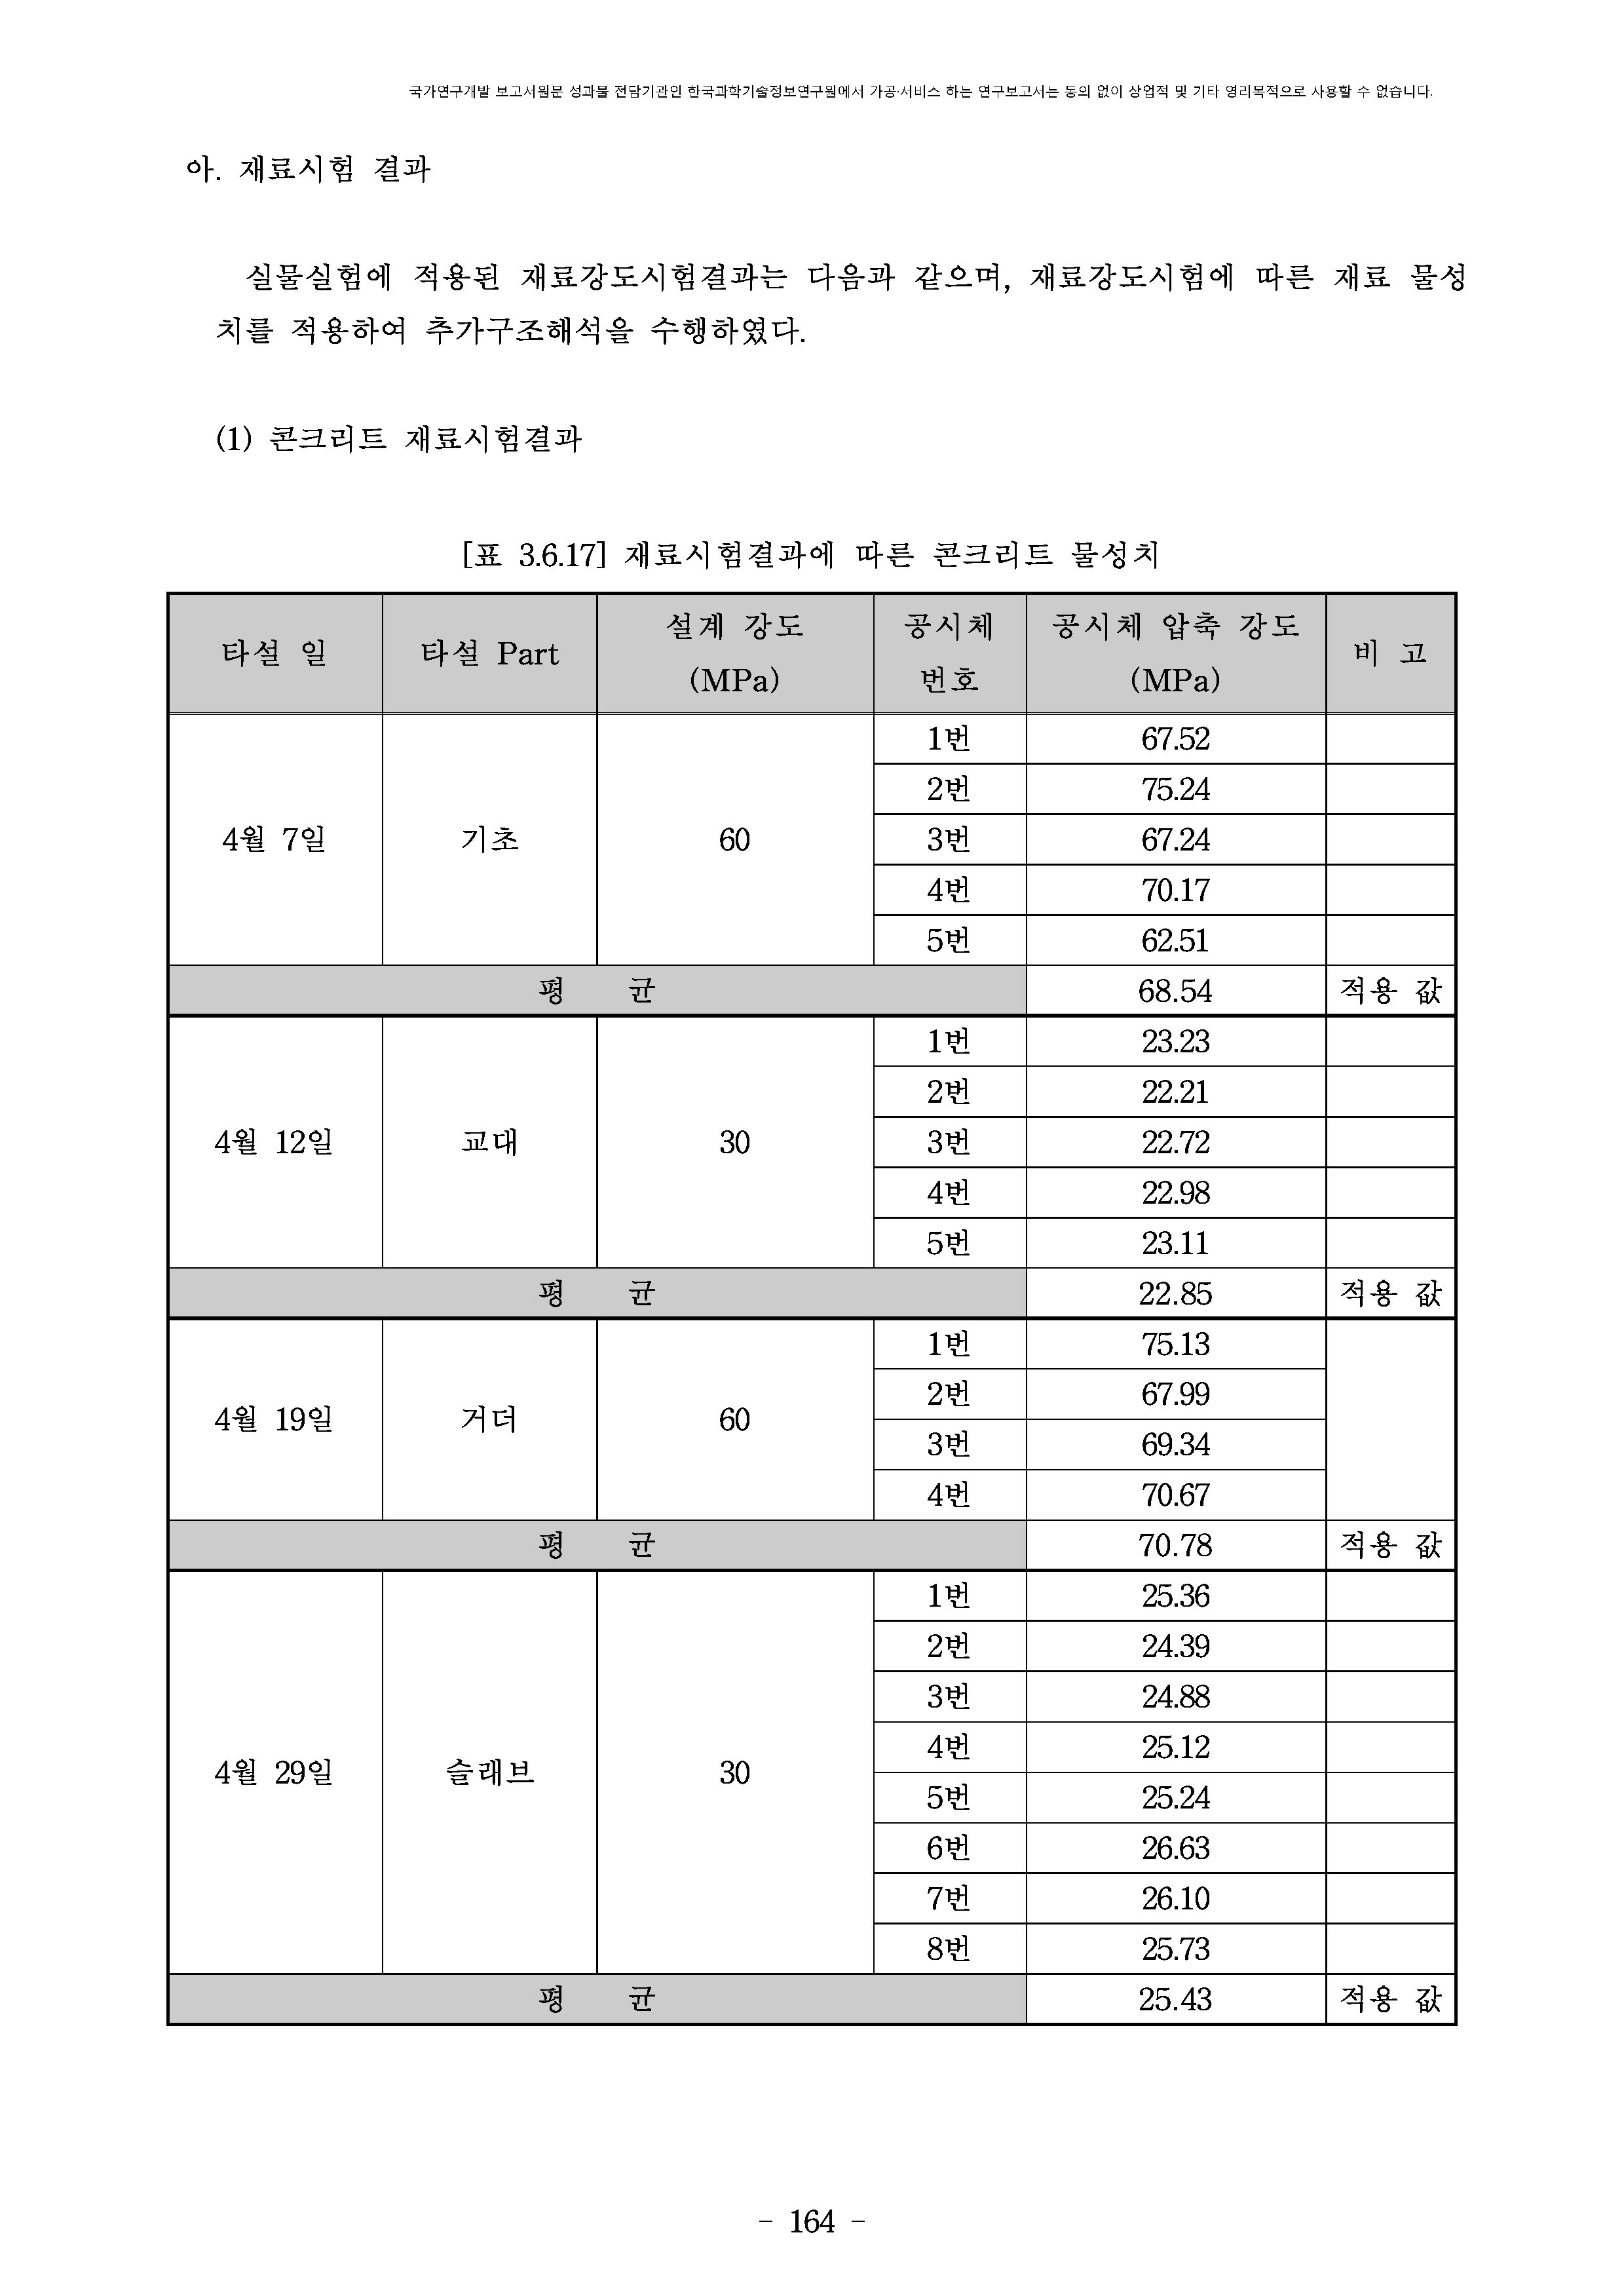 국가연구개발 보고서원문 성과물 전담기관인 한국과학기술정보연구원에서 가공·서비스 하는 연구보고서는 동의 없이 상업적 및 기타 영리목적으로 사용할 수 없습니다.
아. 재료시험 결과
실물실험에 적용된 재료강도시험결과는 다음과 같으며, 재료강도시험에 따른 재료 물성
치를 적용하여 추가구조해석을 수행하였다.
(1) 콘크리트 재료시험결과
[표 3.6.17] 재료시험결과에 따른 콘크리트 물성치
타설 일 타설 Part 설계 강도 (MPa) 공시체 번호 공시체 압축 강도 (MPa) 비 고
4월 7일 기초 60 1번 67.52
2번 75.24
3번 67.24
4번 70.17
5번 62.51
평 균 68.54 적용 값
4월 12일 교대 30 1번 23.23
2번 22.21
3번 22.72
4번 22.98
5번 23.11
평 균 22.85 적용 값
4월 19일 거더 60 1번 75.13
2번 67.99
3번 69.34
4번 70.67
평 균 70.78 적용 값
4월 29일 슬래브 30 1번 25.36
2번 24.39
3번 24.88
4번 25.12
5번 25.24
6번 26.63
7번 26.10
8번 25.73
평 균 25.43 적용 값
- 164 -